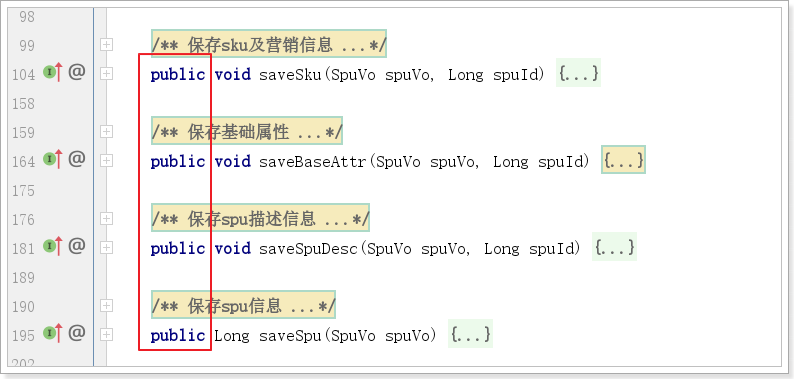 98
99 /** 保存sku及营销信息 ...*/
104 @ public void saveSku(SpuVo spuVo, Long spuId) {...}
158
159 /** 保存基础属性 ...*/
164 @ public void saveBaseAttr(SpuVo spuVo, Long spuId) {...}
175
176 /** 保存spu描述信息 ...*/
181 @ public void saveSpuDesc(SpuVo spuVo, Long spuId) {...}
189
190 /** 保存spu信息 ...*/
195 @ public Long saveSpu(SpuVo spuVo) {...}
202